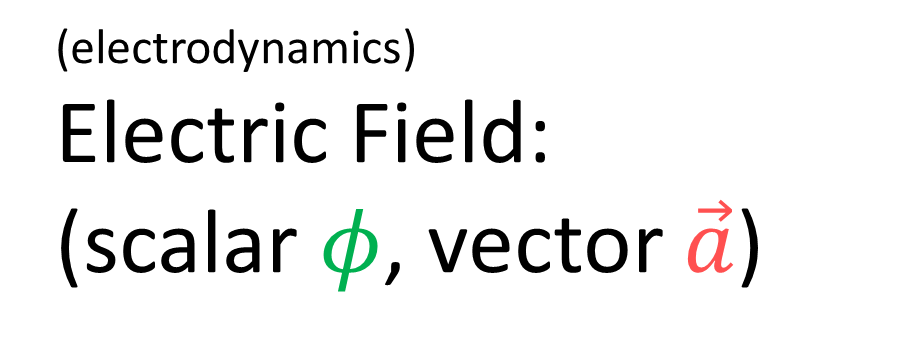 (electrodynamics)
Electric Field:
(scalar 𝜙, vector 𝑎⃗)